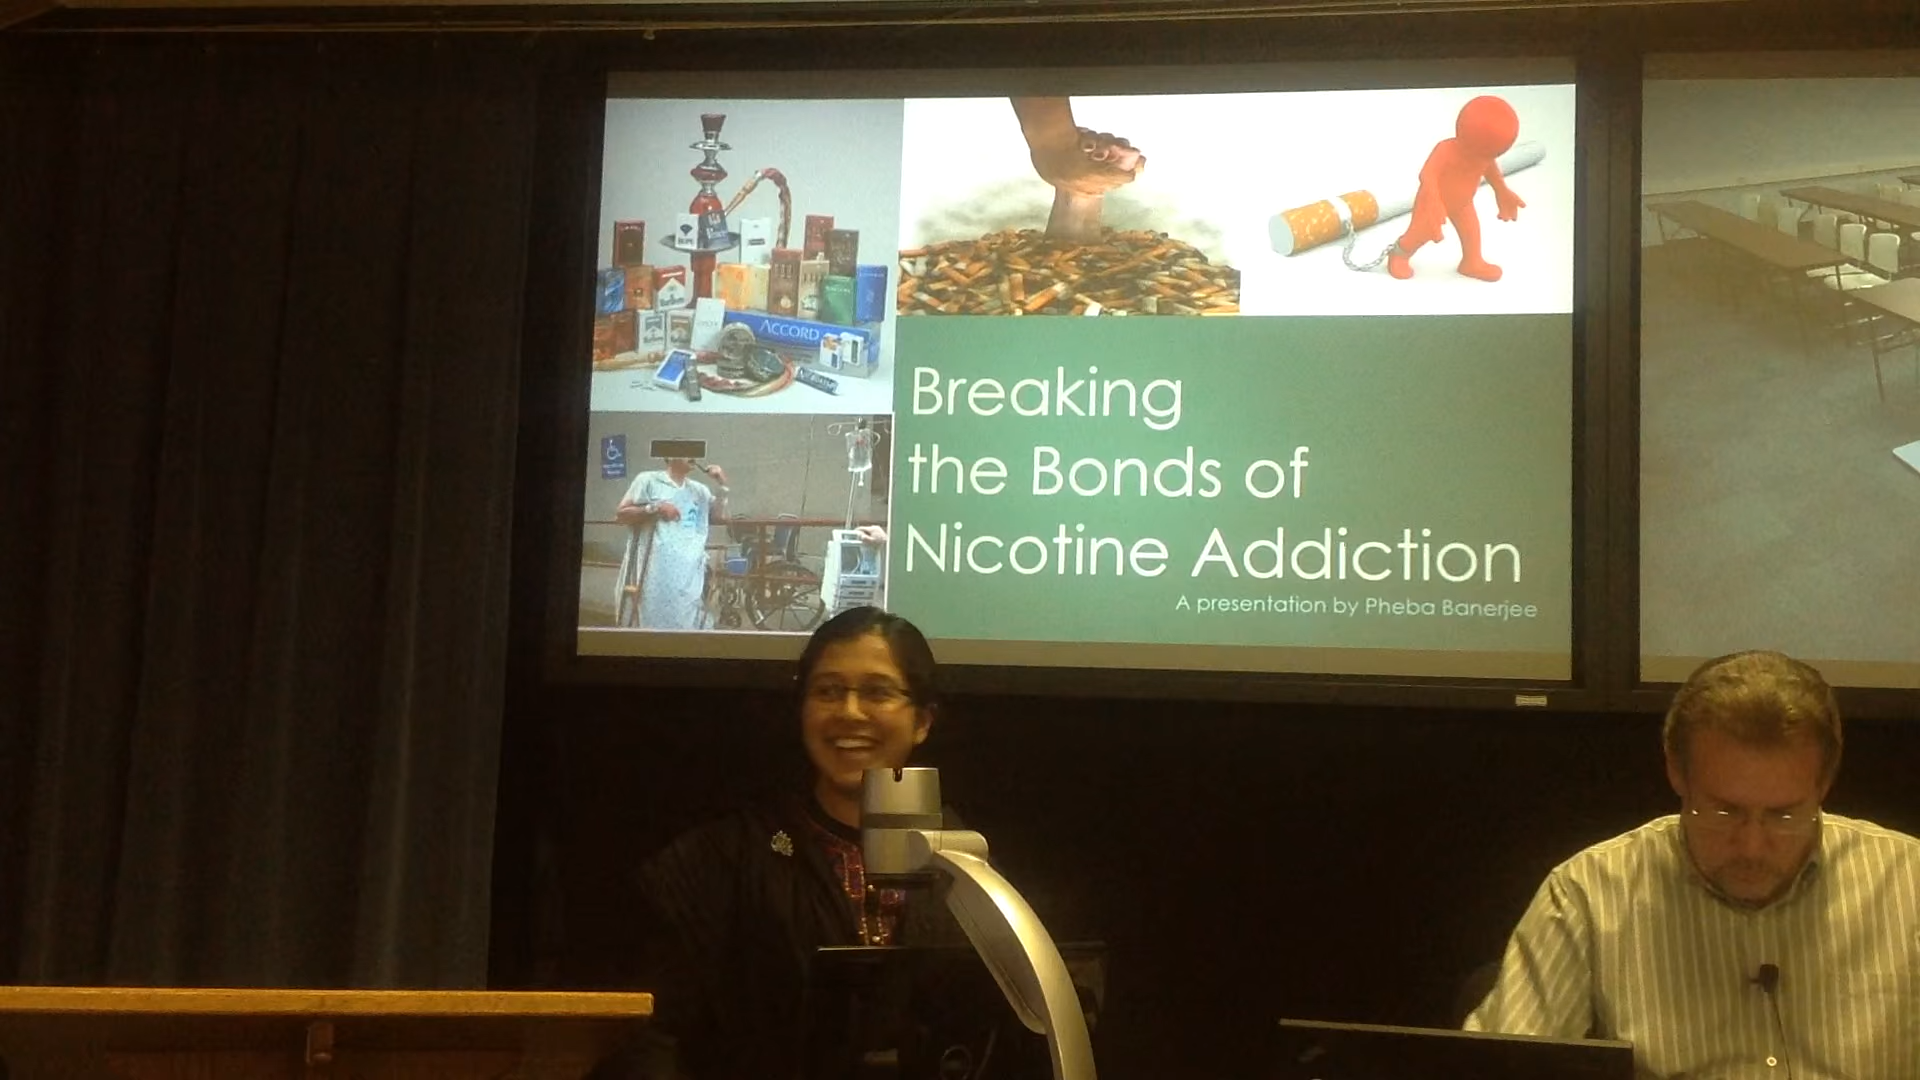 ACCORD
Breaking
the Bonds of
Nicotine Addiction
A presentation by Pheba Banerjee